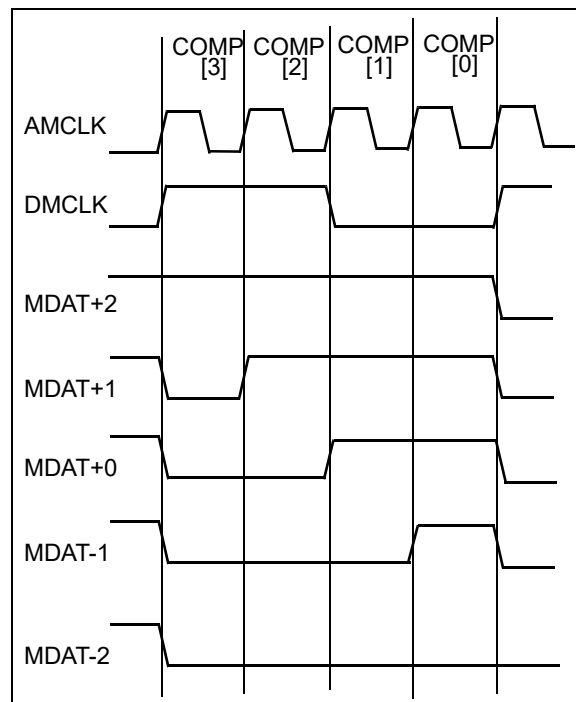 COMP COMP COMP COMP
[3] [2] [1] [0]
AMCLK
DMCLK
MDAT+2
MDAT+1
MDAT+0
MDAT-1
MDAT-2